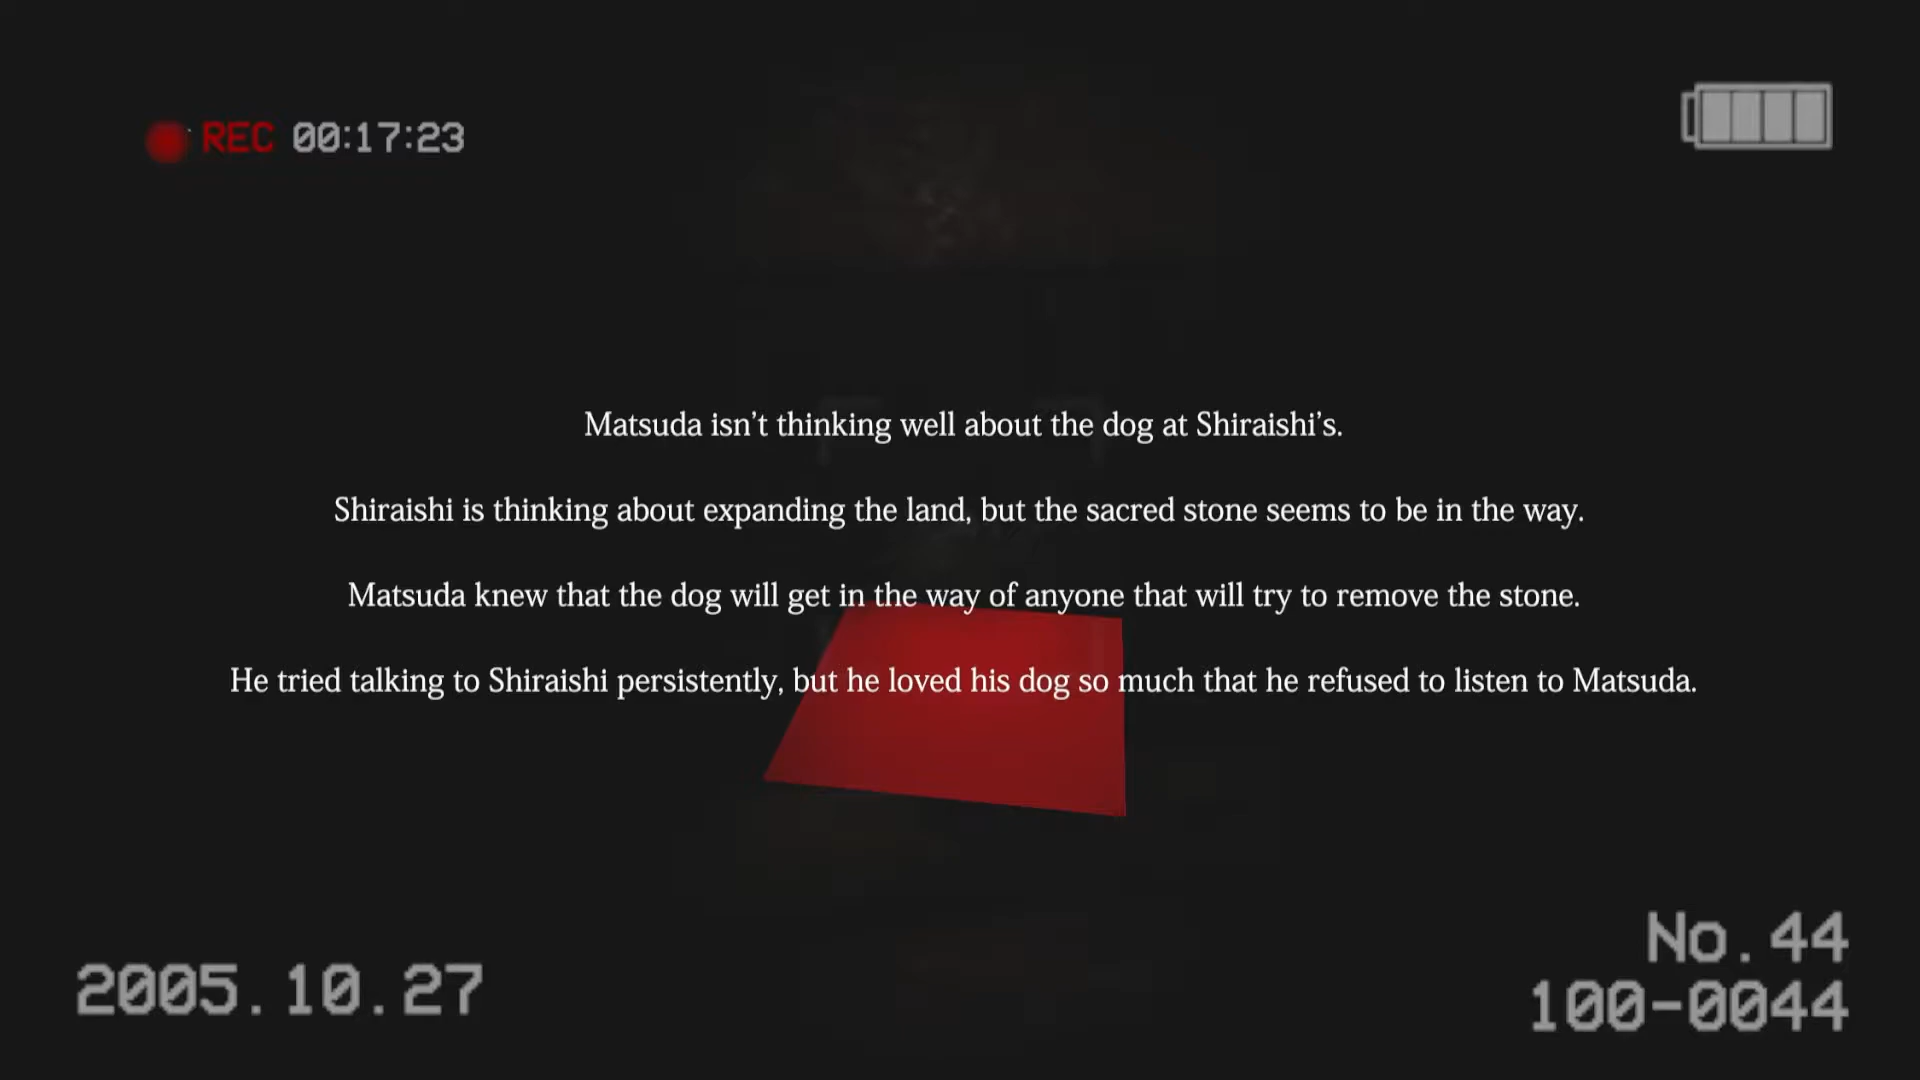 REC 00:17:23
Matsuda isn’t thinking well about the dog at Shiraishi’s.
Shiraishi is thinking about expanding the land, but the sacred stone seems to be in the way.
Matsuda knew that the dog will get in the way of anyone that will try to remove the stone.
He tried talking to Shiraishi persistently, but he loved his dog so much that he refused to listen to Matsuda.
2005.10.27
No.44
100-0044